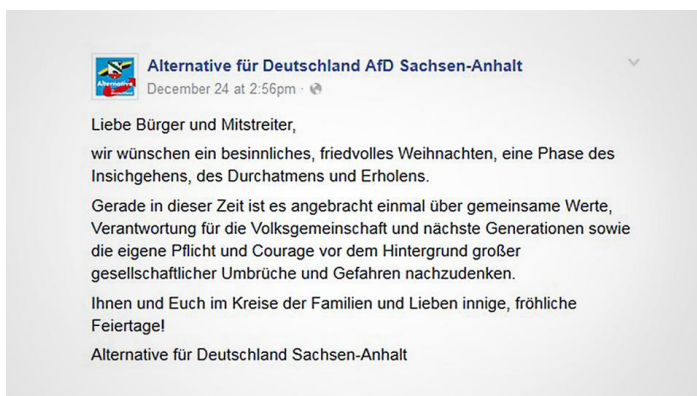 Alternative für Deutschland AfD Sachsen-Anhalt
December 24 at 2:56pm ·
Alternative
Liebe Bürger und Mitstreiter,
wir wünschen ein besinnliches, friedvolles Weihnachten, eine Phase des
Insichgehens, des Durchatmens und Erholens.
Gerade in dieser Zeit ist es angebracht einmal über gemeinsame Werte,
Verantwortung für die Volksgemeinschaft und nächste Generationen sowie
die eigene Pflicht und Courage vor dem Hintergrund großer
gesellschaftlicher Umbrüche und Gefahren nachzudenken.
Ihnen und Euch im Kreise der Familien und Lieben innige, fröhliche
Feiertage!
Alternative für Deutschland Sachsen-Anhalt